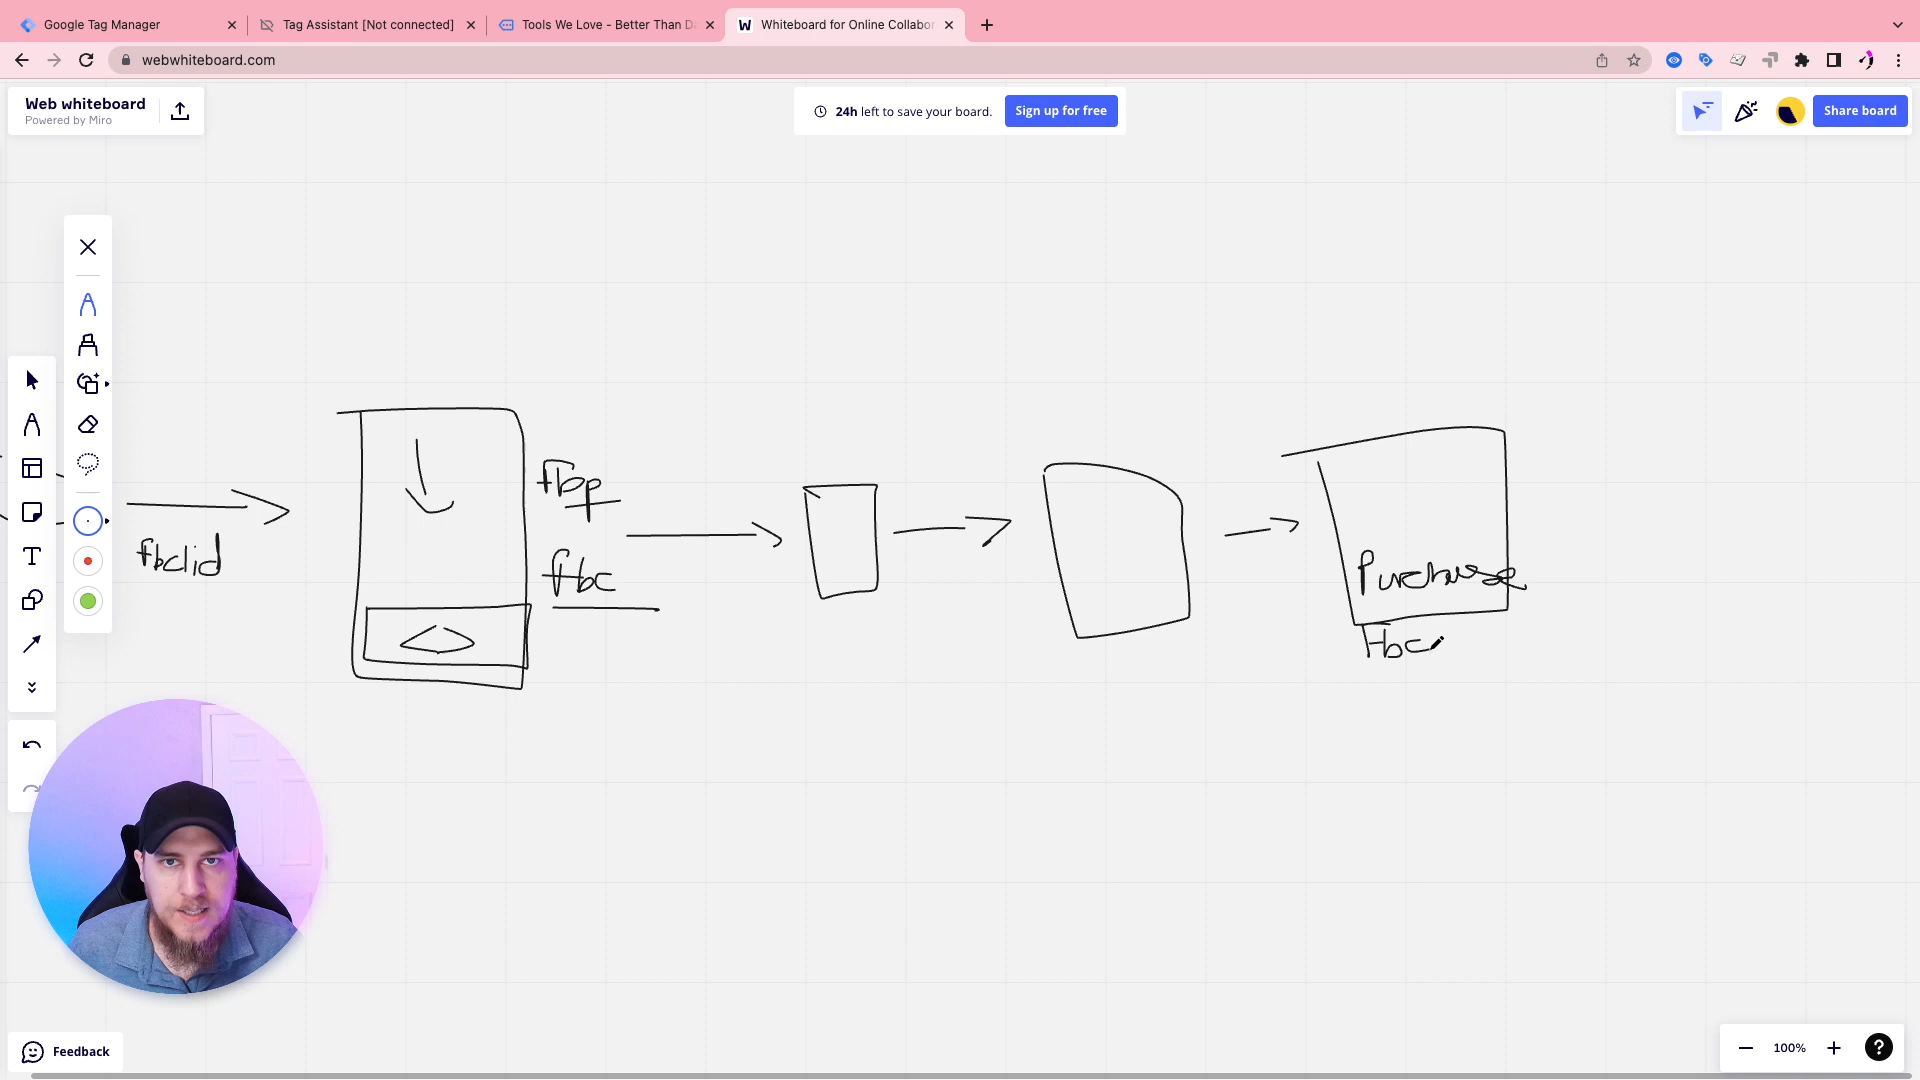 Google Tag Manager
Tag Assistant [Not connected]
Tools We Love - Better Than Da
Whiteboard for Online Collabor
webwhiteboard.com
Web whiteboard
Powered by Miro
24h left to save your board.
Sign up for free
Share board
fbp
fbclid
fbc
Purchase
Fbc
Feedback
100%